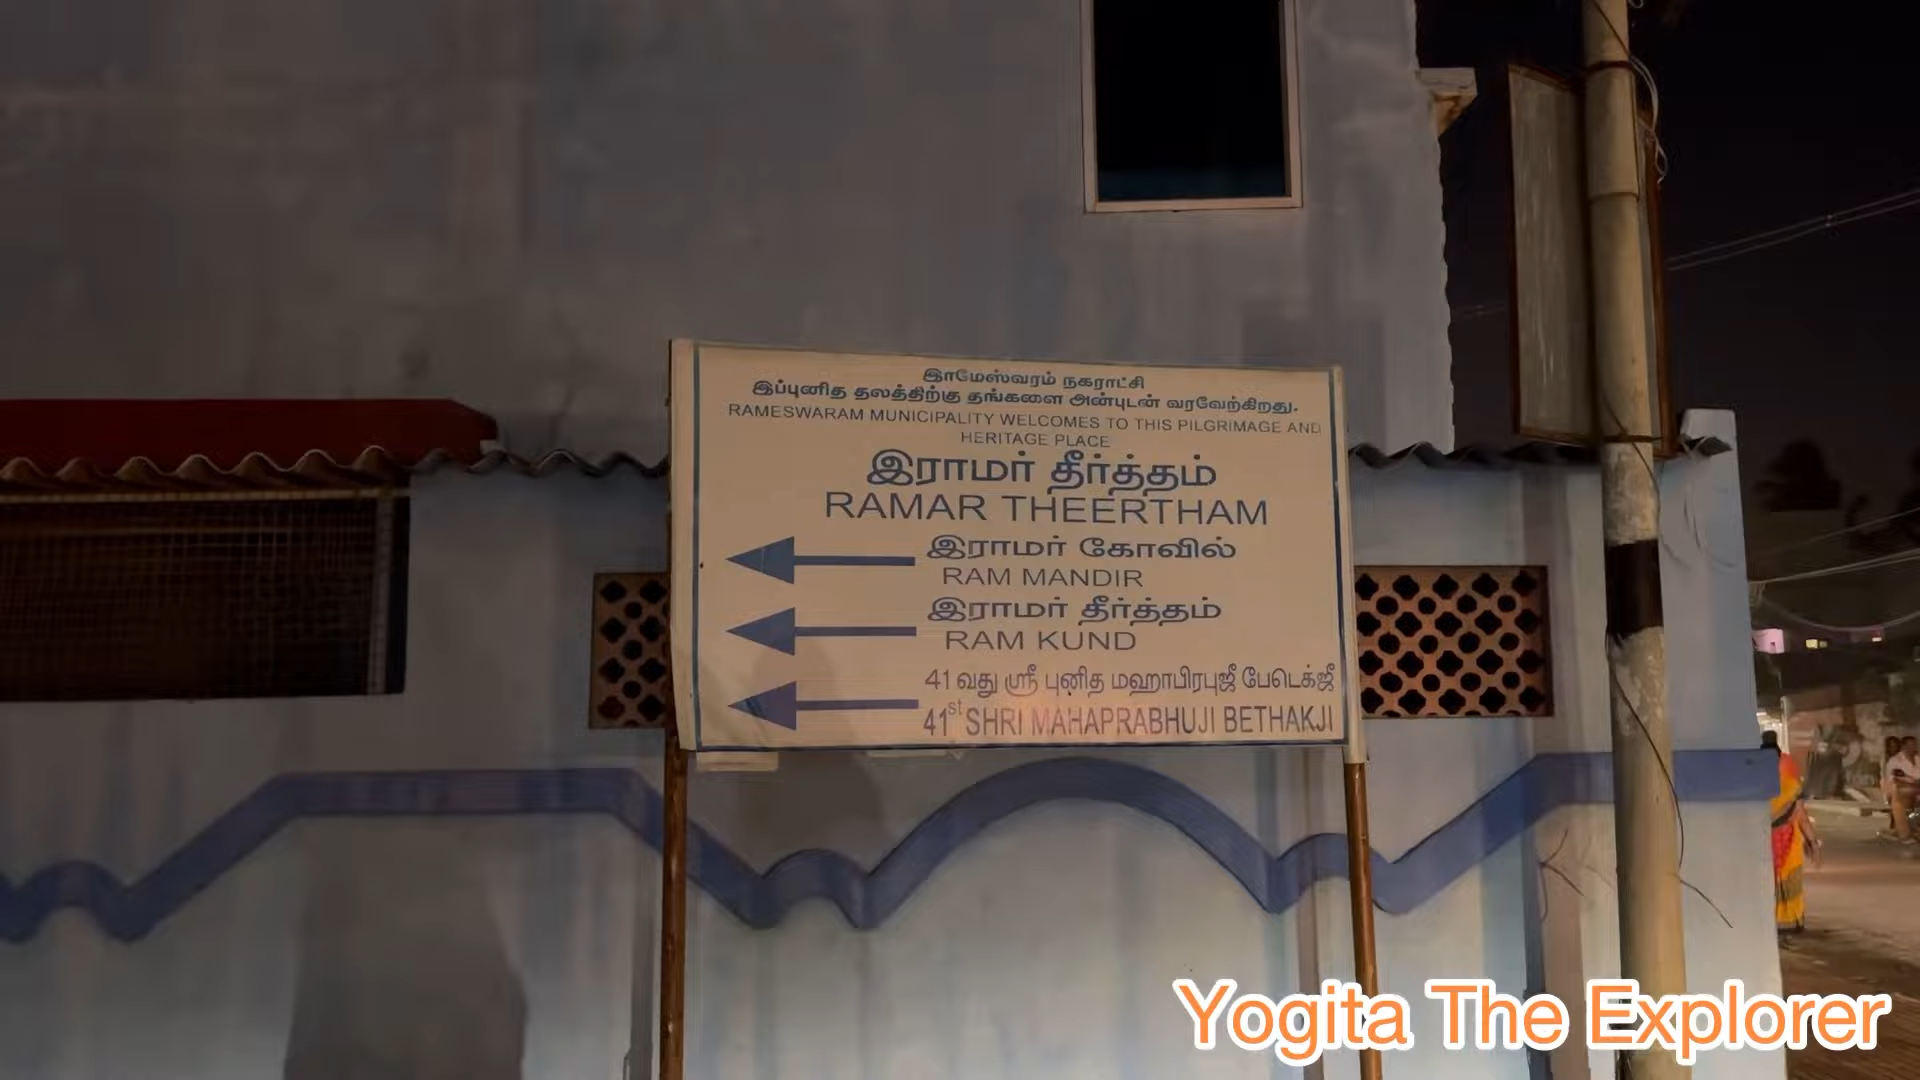 இராமேஸ்வரம் நகராட்சி
இப்புனித தலத்திற்கு தங்களை அன்புடன் வரவேற்கிறது.
RAMESWARAM MUNICIPALITY WELCOMES TO THIS PILGRIMAGE AND
HERITAGE PLACE
இராமர் தீர்த்தம்
RAMAR THEERTHAM
இராமர் கோவில்
RAM MANDIR
இராமர் தீர்த்தம்
RAM KUND
41வது ஸ்ரீ புனித மஹாபிரபுஜீ பேடெக்ஜீ
41st SHRI MAHAPRABHUJI BETHAKJI
Yogita The Explorer